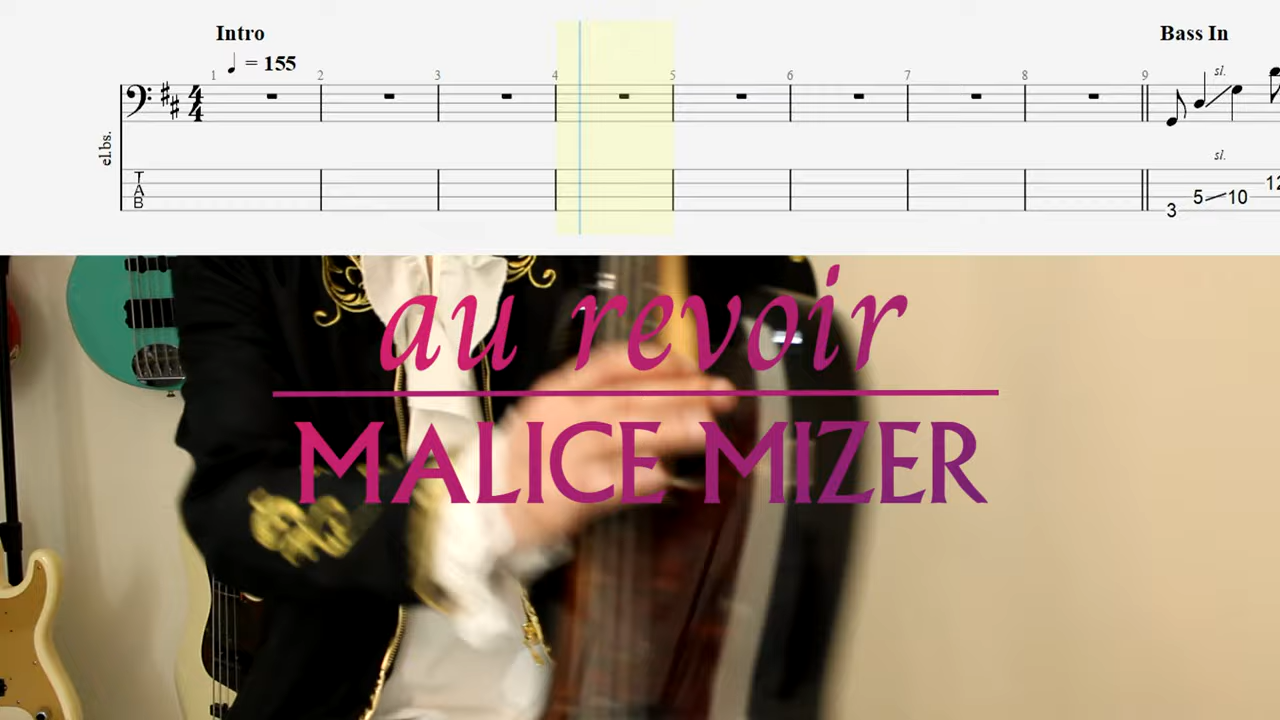 Intro Bass In
♩ = 155
1 2 3 4 5 6 7 8 9
sl.
el.bs.
sl.
T
A
B
12
5 10
3
au revoir
MALICE MIZER